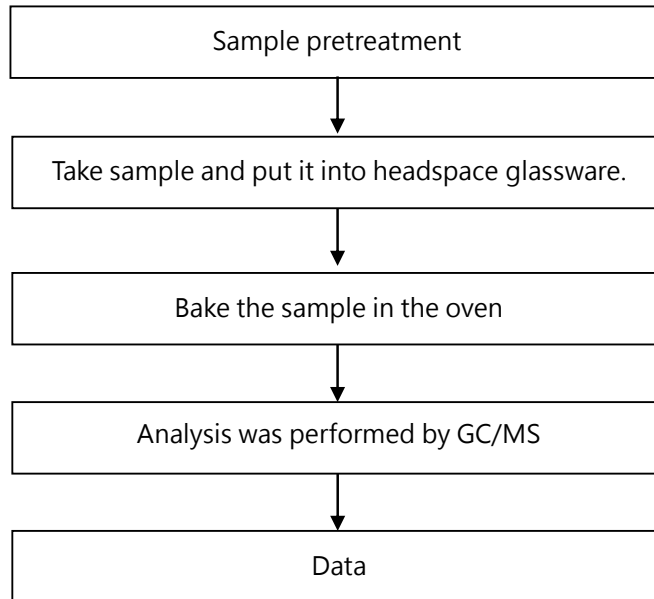 Sample pretreatment
Take sample and put it into headspace glassware.
Bake the sample in the oven
Analysis was performed by GC/MS
Data